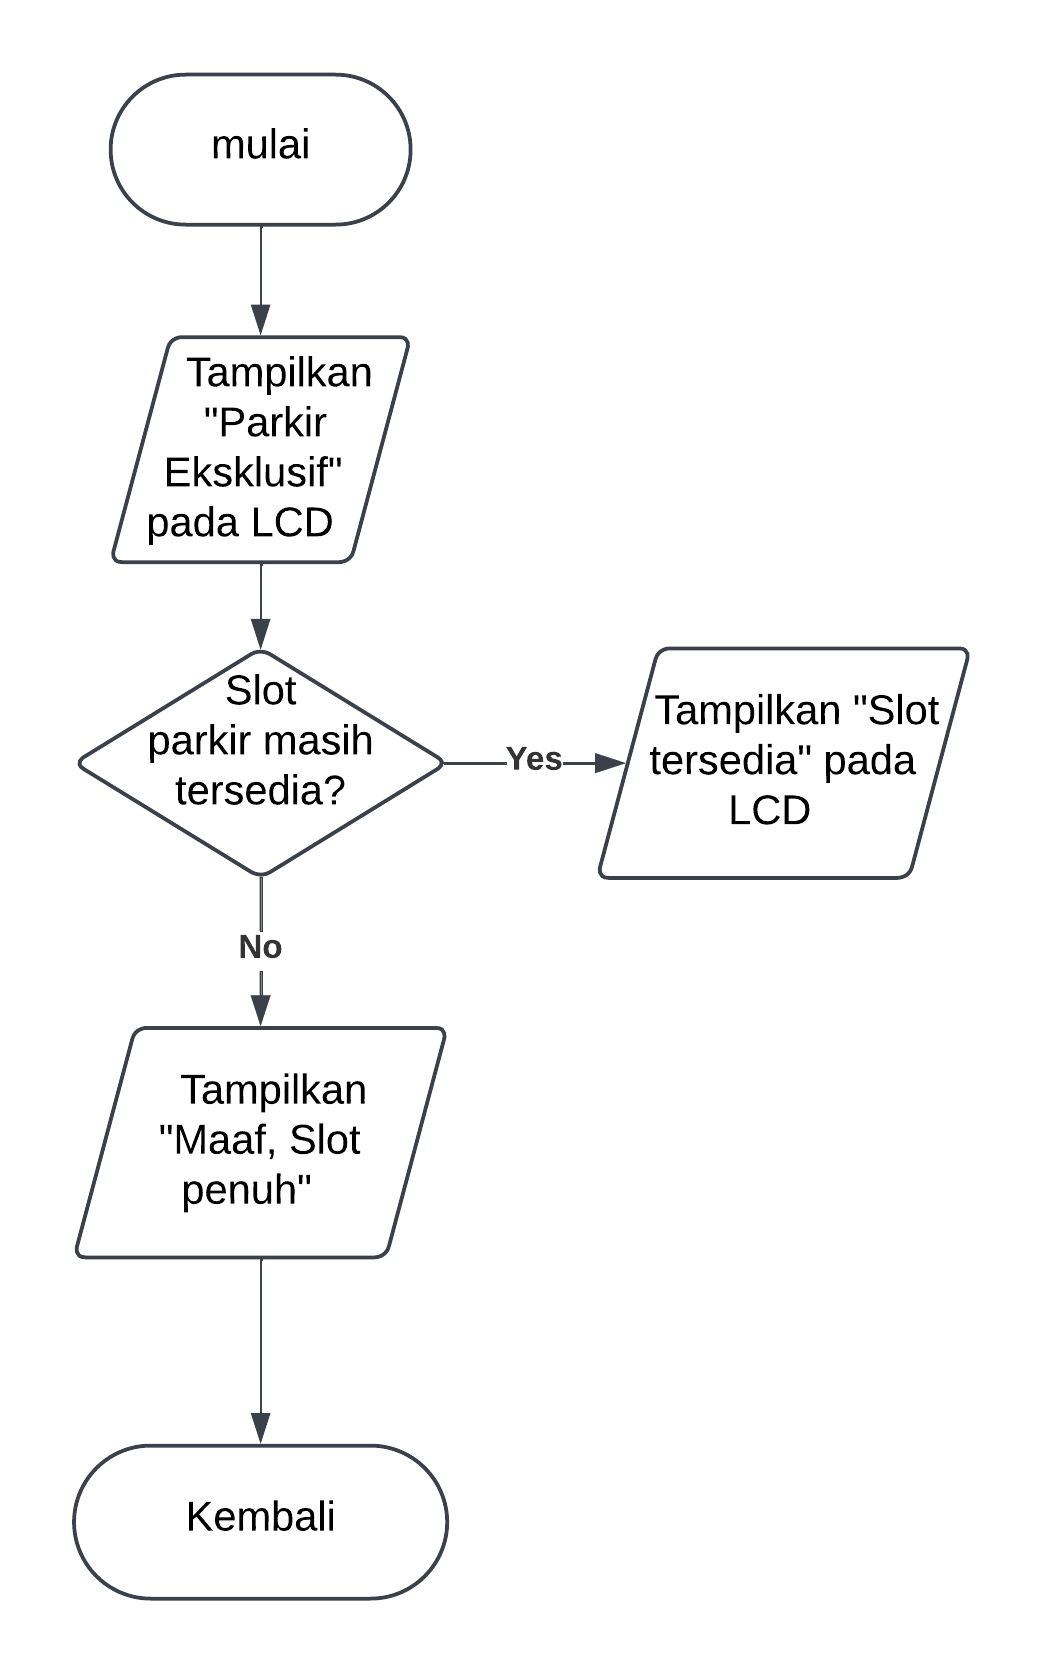 mulai
Tampilkan
"Parkir
Eksklusif"
pada LCD
Slot
parkir masih
tersedia?
Yes
Tampilkan "Slot
tersedia" pada
LCD
No
Tampilkan
"Maaf, Slot
penuh"
Kembali